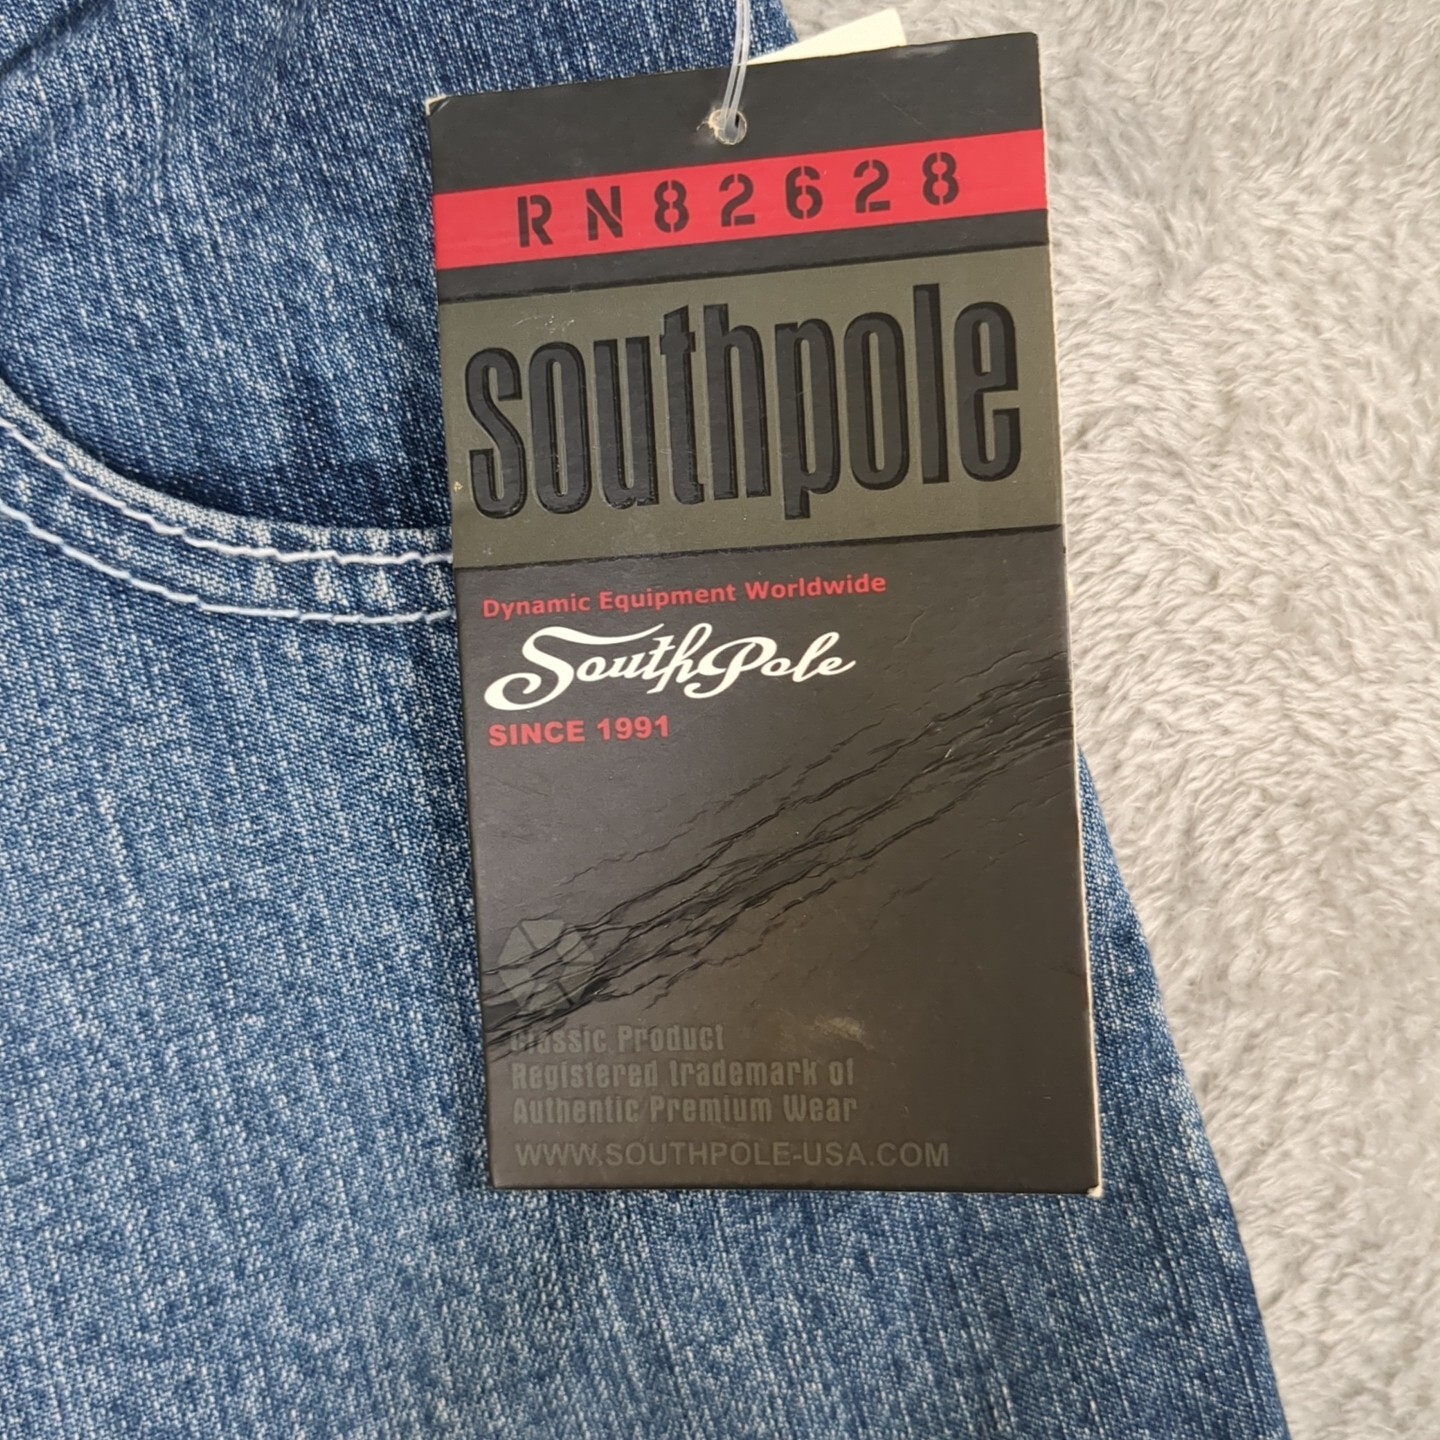 RN82628
southpole
Dynamic Equipment Worldwide
SouthPole
SINCE 1991
Classic Product
Registered trademark of
Authentic Premium Wear
WWW.SOUTHPOLE-USA.COM